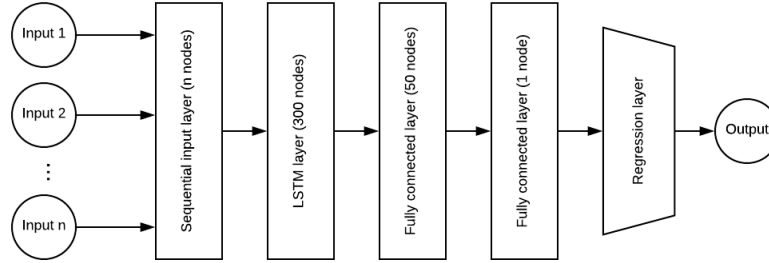 Input 1
Input 2
...
Input n
Sequential input layer (n nodes)
LSTM layer (300 nodes)
Fully connected layer (50 nodes)
Fully connected layer (1 node)
Regression layer
Output